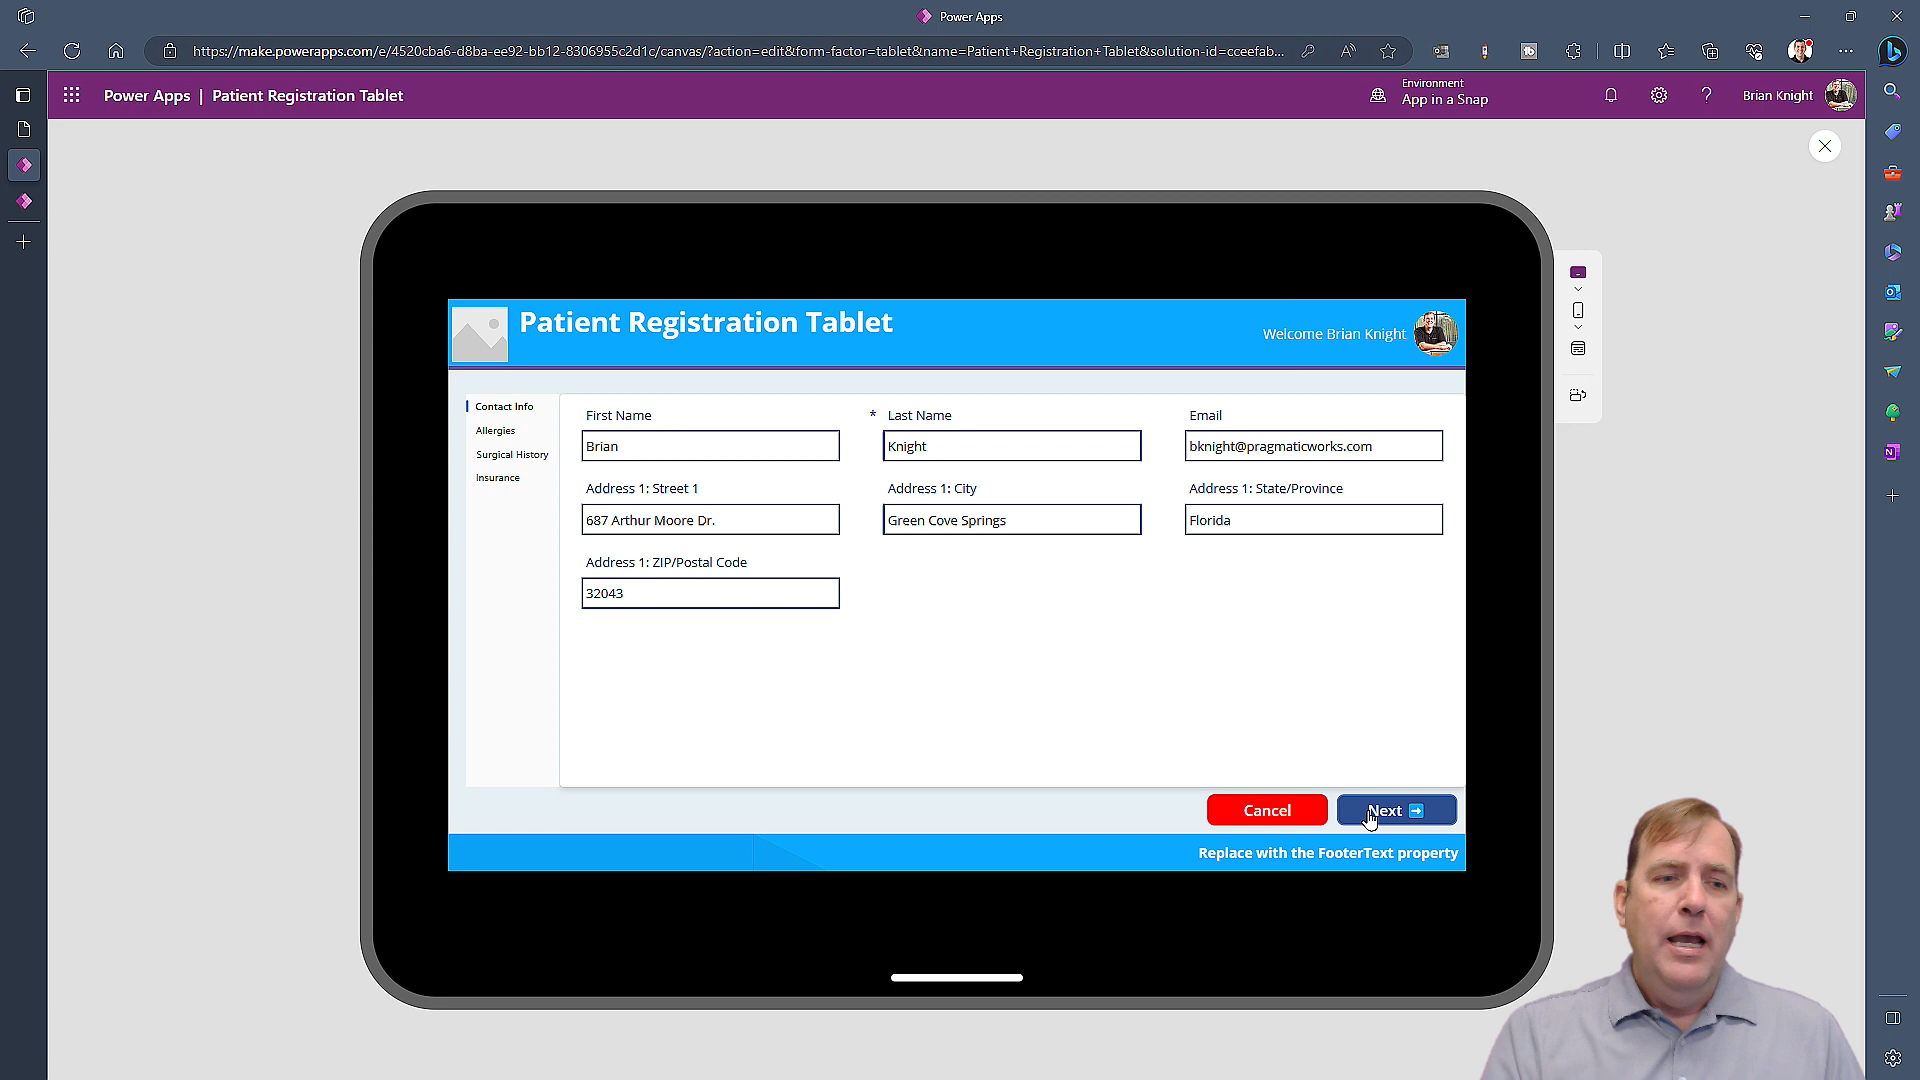 Power Apps
https://make.powerapps.com/e/4520cba6-d8ba-ee92-bb12-8306955c2d1c/canvas/?action=edit&form-factor=tablet&name=Patient+Registration+Tablet&solution-id=cceefab...
Power Apps | Patient Registration Tablet
Environment
App in a Snap
Brian Knight
Patient Registration Tablet
Welcome Brian Knight
Contact Info
Allergies
Surgical History
Insurance
First Name
* Last Name
Email
Brian
Knight
bknight@pragmaticworks.com
Address 1: Street 1
Address 1: City
Address 1: State/Province
687 Arthur Moore Dr.
Green Cove Springs
Florida
Address 1: ZIP/Postal Code
32043
Cancel
Next ➡
Replace with the FooterText property